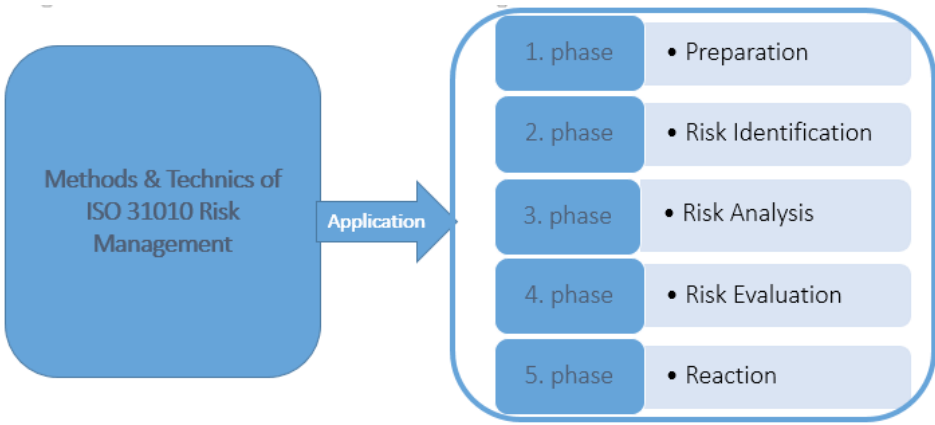 Methods & Technics of
ISO 31010 Risk
Management
Application
1. phase
• Preparation
2. phase
• Risk Identification
3. phase
• Risk Analysis
4. phase
• Risk Evaluation
5. phase
• Reaction